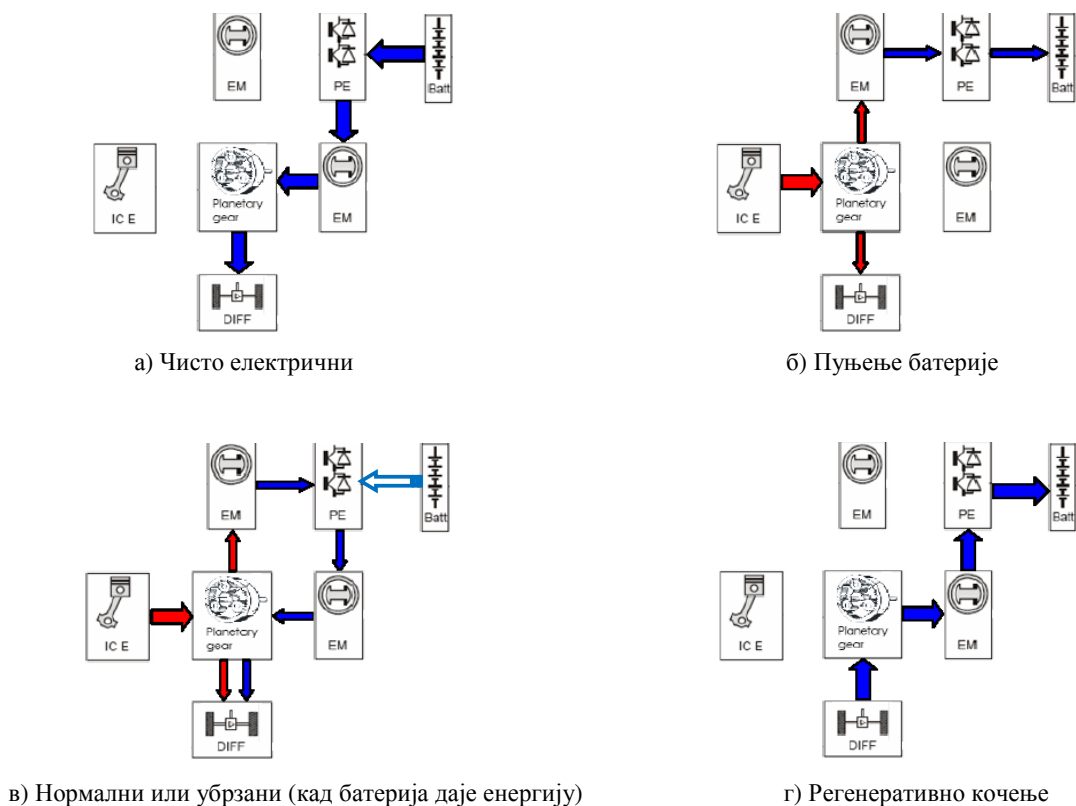 EM
PE
Batt
IC E
Planetary
gear
EM
DIFF
а) Чисто електрични
EM
PE
Batt
IC E
Planetary
gear
EM
DIFF
б) Пуњење батерије
EM
PE
Batt
IC E
Planetary
gear
EM
DIFF
в) Нормални или убрзани (кад батерија даје енергију)
EM
PE
Batt
IC E
Planetary
gear
EM
DIFF
г) Регенеративно кочење